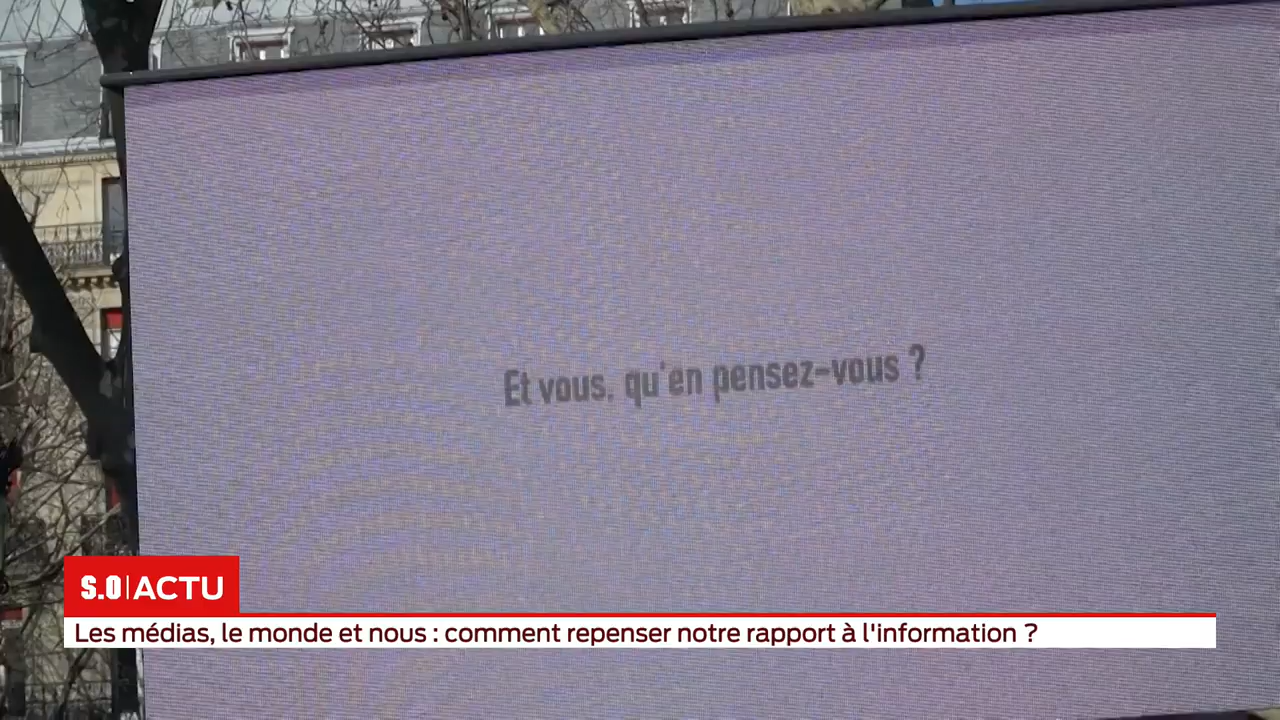 Et vous, qu'en pensez-vous ?
S.O|ACTU
Les médias, le monde et nous : comment repenser notre rapport à l'information ?